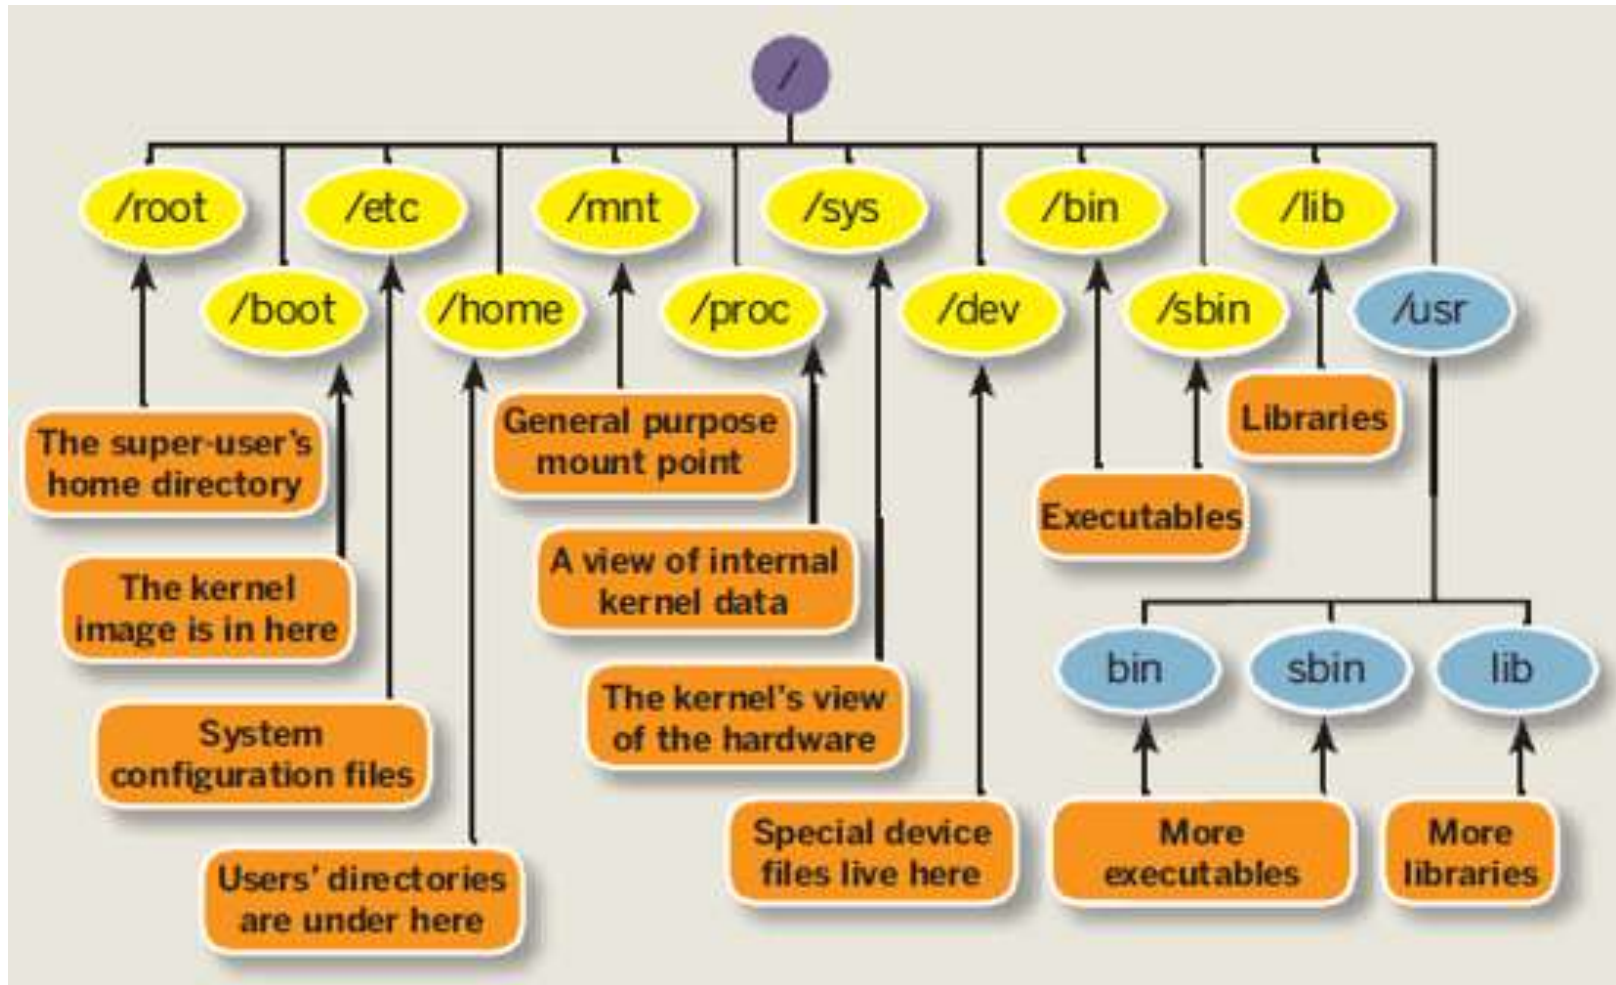 /
/root
/etc
/mnt
/sys
/bin
/lib
/boot
/home
/proc
/dev
/sbin
/usr
The super-user's
home directory
General purpose
mount point
Libraries
Executables
The kernel
image is in here
A view of internal
kernel data
bin
sbin
lib
The kernel's view
of the hardware
System
configuration files
Special device
files live here
More
executables
More
libraries
Users' directories
are under here